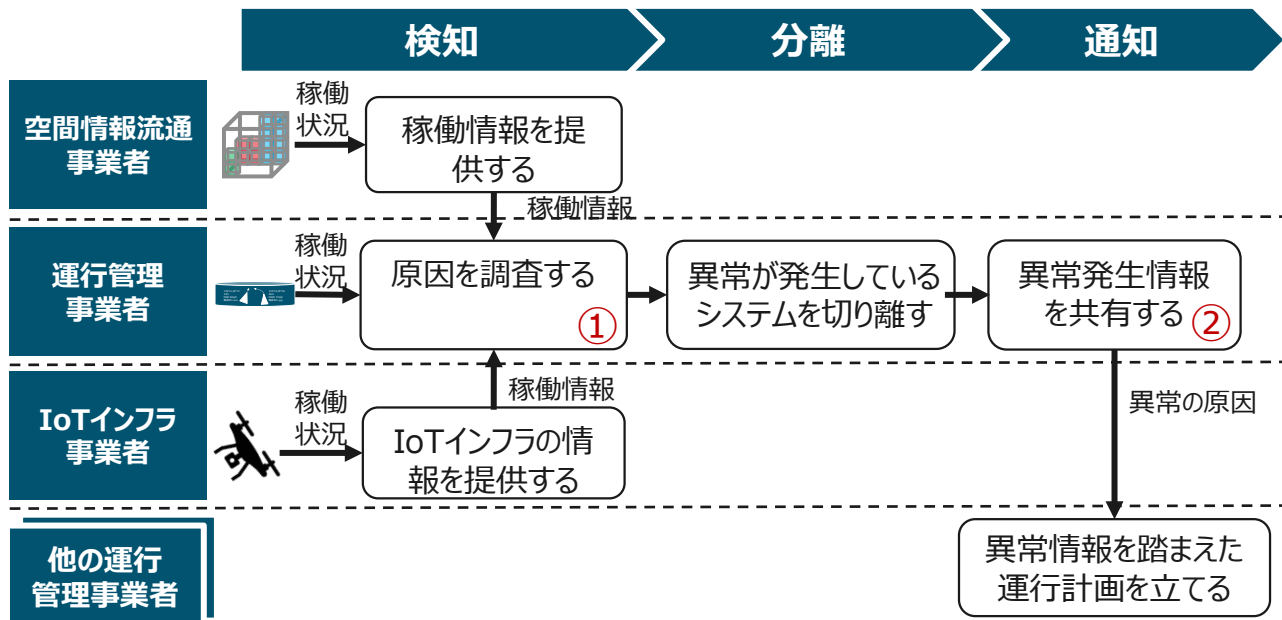 検知
分離
通知
空間情報流通
事業者
稼働
状況
稼働情報を提
供する
稼働情報
運行管理
事業者
稼働
状況
原因を調査する
①
異常が発生している
システムを切り離す
異常発生情報
を共有する
②
IoTインフラ
事業者
稼働
状況
稼働情報
IoTインフラの情
報を提供する
異常の原因
他の運行
管理事業者
異常情報を踏まえた
運行計画を立てる